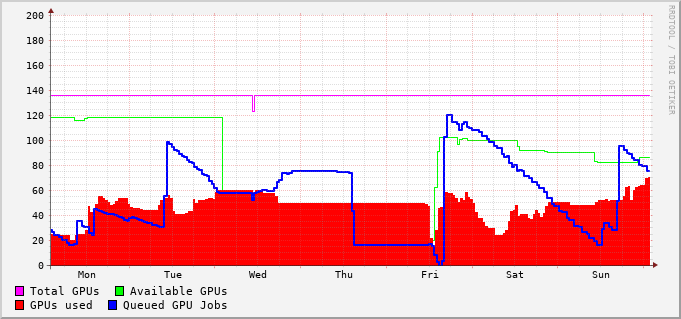 200
180
160
140
120
100
80
60
40
20
0
Mon Tue Wed Thu Fri Sat Sun
Total GPUs Available GPUs
GPUs used Queued GPU Jobs
RRDTOOL / TOBI OETIKER